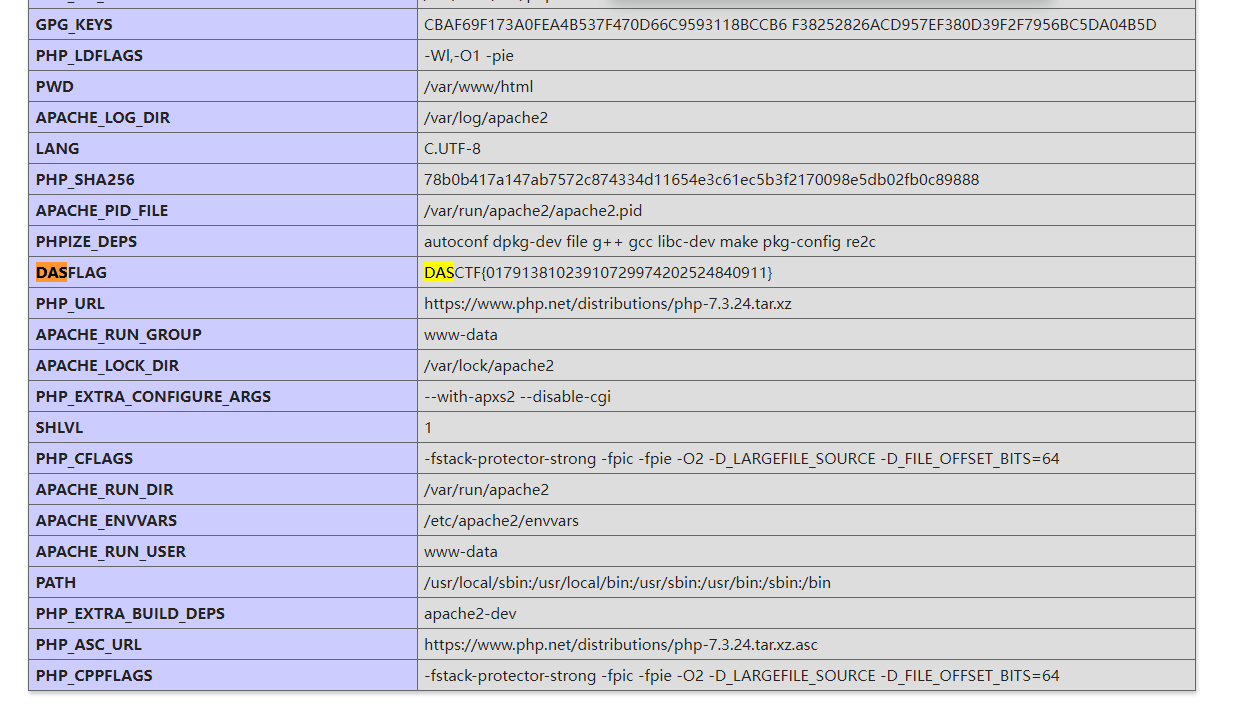 GPG_KEYS CBAF69F173A0FEA4B537F470D66C9593118BCCB6 F38252826ACD957EF380D39F2F7956BC5DA04B5D
PHP_LDFLAGS -Wl,-O1 -pie
PWD /var/www/html
APACHE_LOG_DIR /var/log/apache2
LANG C.UTF-8
PHP_SHA256 78b0b417a147ab7572c874334d11654e3c61ec5b3f2170098e5db02fb0c89888
APACHE_PID_FILE /var/run/apache2/apache2.pid
PHPIZE_DEPS autoconf dpkg-dev file g++ gcc libc-dev make pkg-config re2c
DASFLAG DASCTF{01791381023910729974202524840911}
PHP_URL https://www.php.net/distributions/php-7.3.24.tar.xz
APACHE_RUN_GROUP www-data
APACHE_LOCK_DIR /var/lock/apache2
PHP_EXTRA_CONFIGURE_ARGS --with-apxs2 --disable-cgi
SHLVL 1
PHP_CFLAGS -fstack-protector-strong -fpic -fpie -O2 -D_LARGEFILE_SOURCE -D_FILE_OFFSET_BITS=64
APACHE_RUN_DIR /var/run/apache2
APACHE_ENVVARS /etc/apache2/envvars
APACHE_RUN_USER www-data
PATH /usr/local/sbin:/usr/local/bin:/usr/sbin:/usr/bin:/sbin:/bin
PHP_EXTRA_BUILD_DEPS apache2-dev
PHP_ASC_URL https://www.php.net/distributions/php-7.3.24.tar.xz.asc
PHP_CPPFLAGS -fstack-protector-strong -fpic -fpie -O2 -D_LARGEFILE_SOURCE -D_FILE_OFFSET_BITS=64